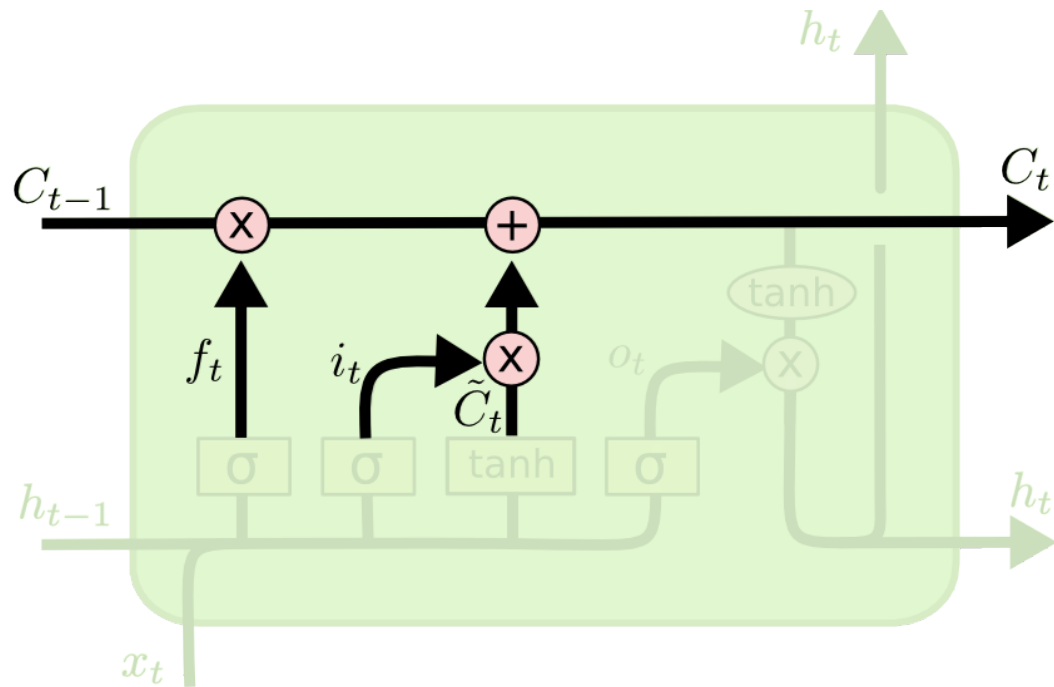 h_t
C_{t-1}
C_t
x
+
tanh
f_t
i_t
x
o_t
x
C̃_t
σ
σ
tanh
σ
h_{t-1}
h_t
x_t